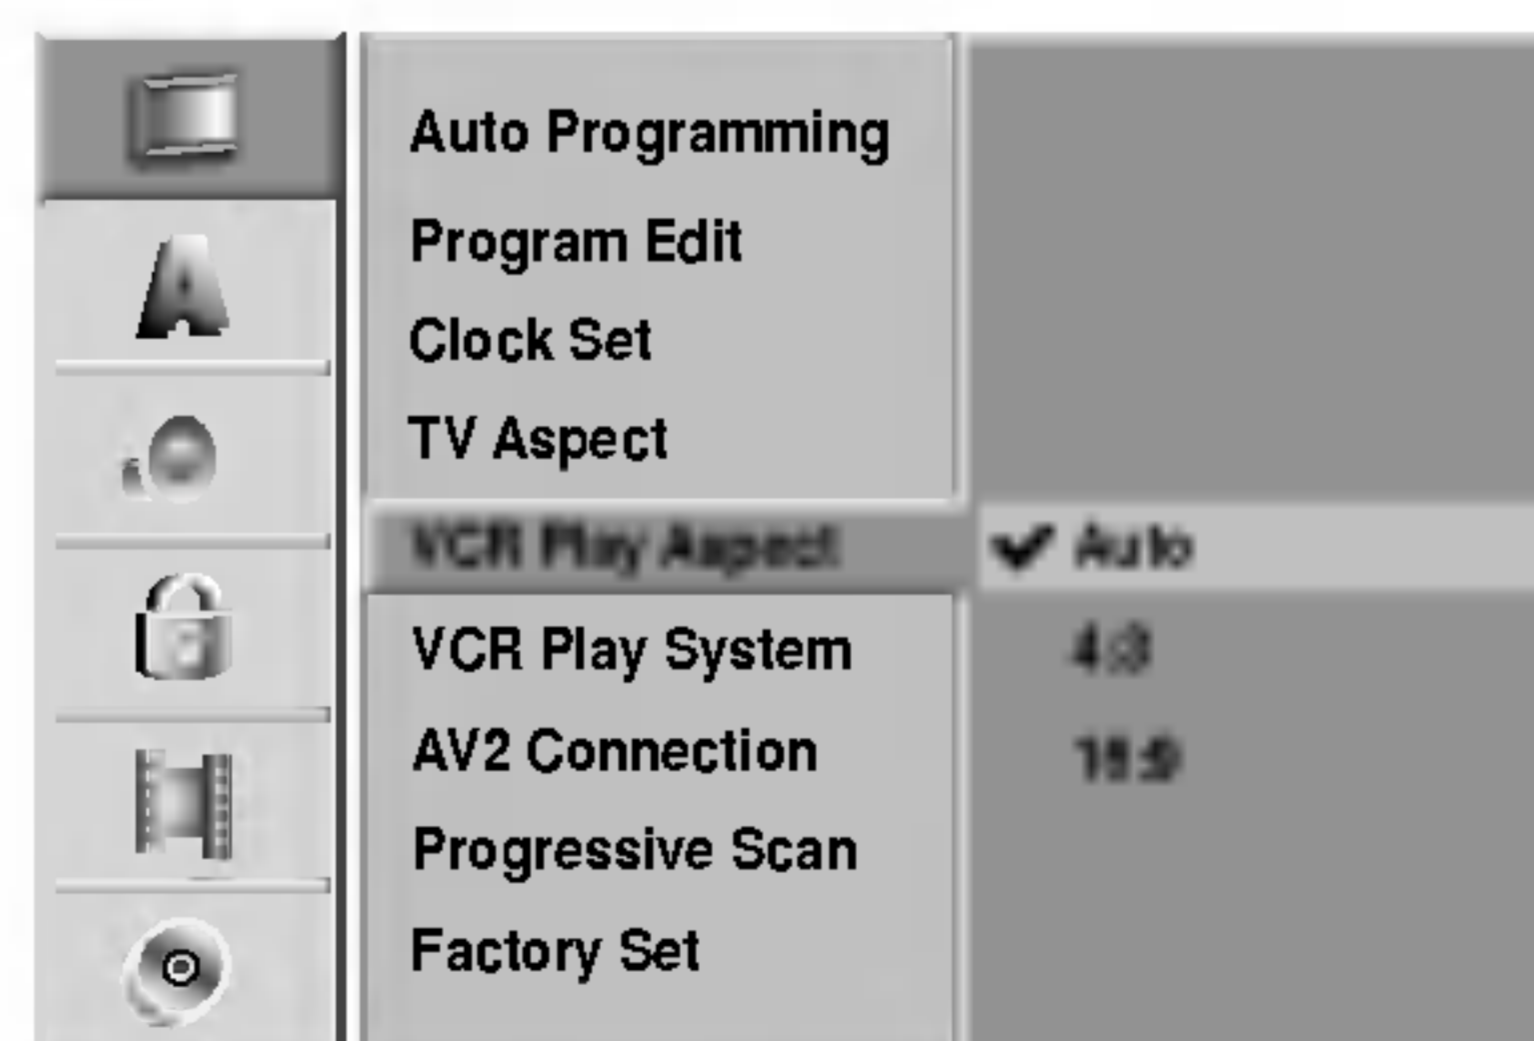 Auto Programming
Program Edit
Clock Set
TV Aspect
VCR Play Aspect
Auto
4:3
16:9
VCR Play System
AV2 Connection
Progressive Scan
Factory Set